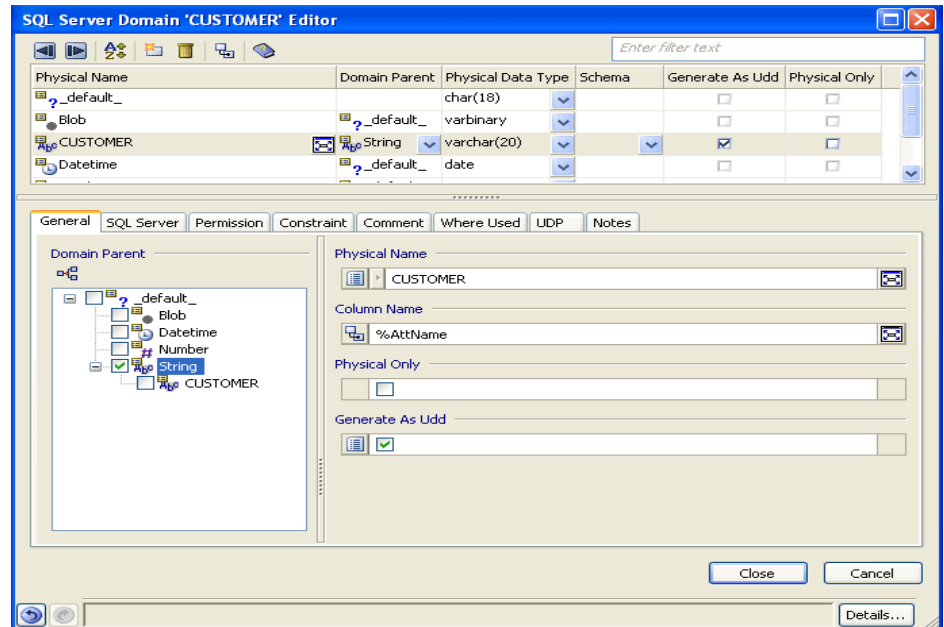 SQL Server Domain 'CUSTOMER' Editor
Enter filter text
Physical Name Domain Parent Physical Data Type Schema Generate As Udd Physical Only
_default_ char(18)
Blob _default_ varbinary
CUSTOMER String varchar(20)
Datetime _default_ date
General SQL Server Permission Constraint Comment Where Used UDP Notes
Domain Parent
_default_
Blob
Datetime
Number
String
CUSTOMER
Physical Name
CUSTOMER
Column Name
%AttName
Physical Only
Generate As Udd
Close Cancel
Details...